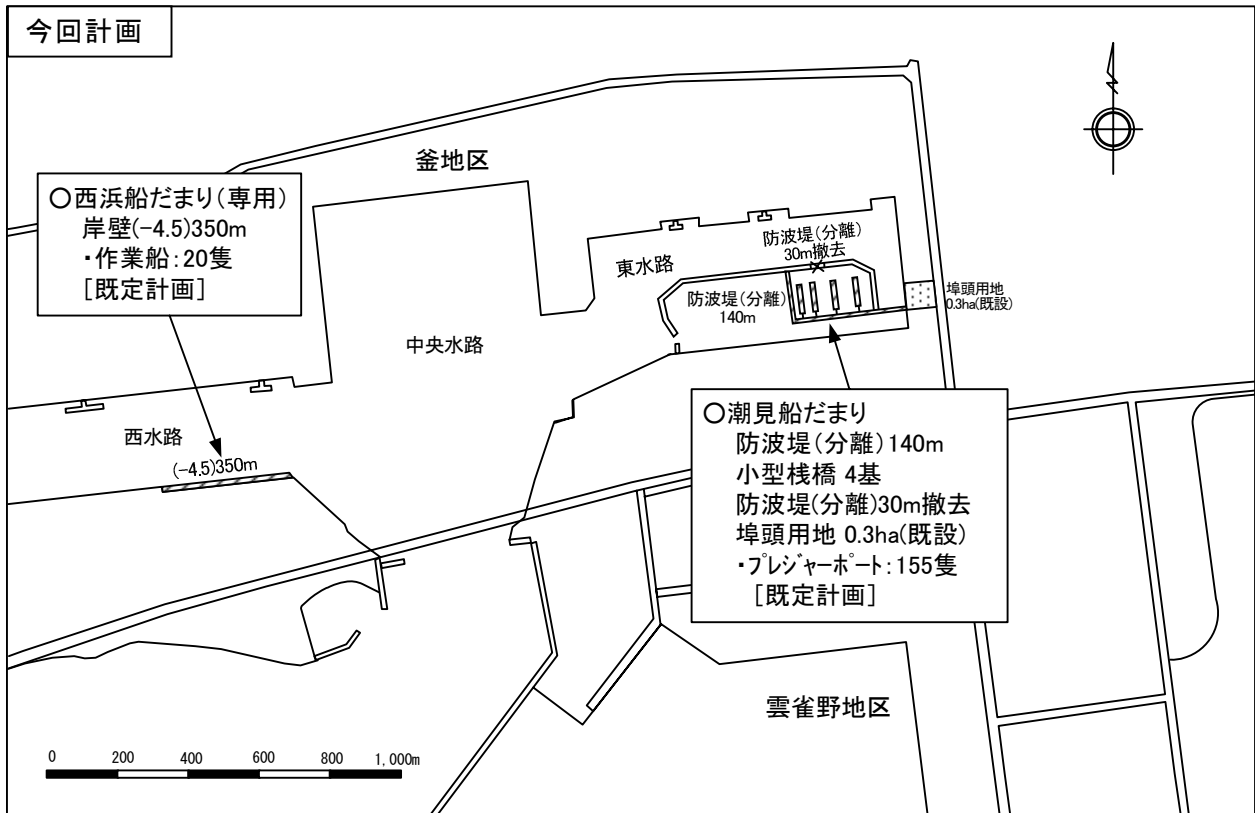 今回計画
釜地区
○西浜船だまり(専用)
岸壁(-4.5)350m
・作業船:20隻
[既定計画]
防波堤(分離)
30m撤去
東水路
防波堤(分離)
140m
埠頭用地
0.3ha(既設)
中央水路
○潮見船だまり
防波堤(分離)140m
小型桟橋 4基
防波堤(分離)30m撤去
埠頭用地 0.3ha(既設)
・プレジャーボート:155隻
[既定計画]
西水路
(-4.5)350m
雲雀野地区
0 200 400 600 800 1,000m